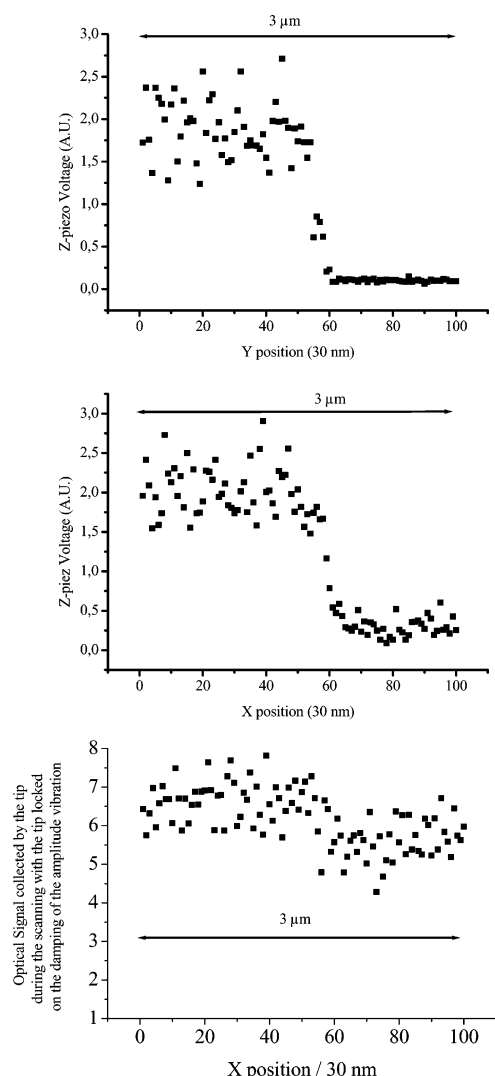 3 µm
3,0
2,5
2,0
1,5
1,0
0,5
0,0
Z-piezo Voltage (A.U.)
0 20 40 60 80 100
Y position (30 nm)
3 µm
3,0
2,5
2,0
1,5
1,0
0,5
0,0
Z-piez Voltage (A.U.)
0 20 40 60 80 100
X position (30 nm)
8
7
6
5
4
3
2
1
Optical Signal collected by the tip
during the scanning with the tip locked
on the damping of the amplitude vibration
3 µm
0 20 40 60 80 100
X position / 30 nm